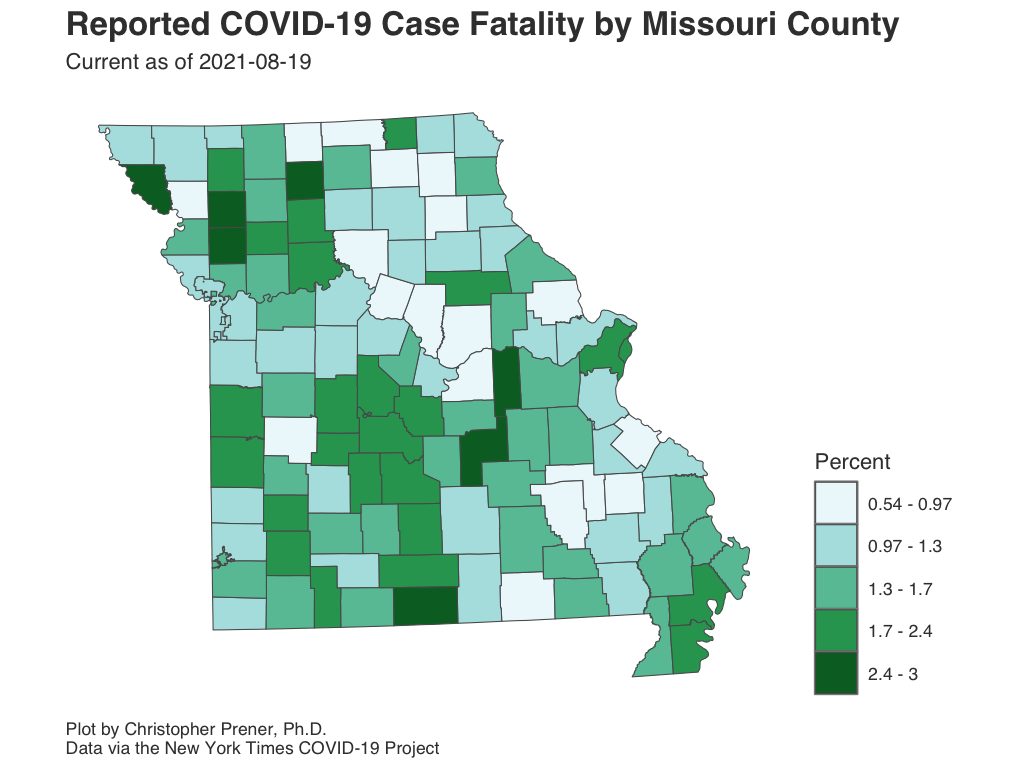 Reported COVID-19 Case Fatality by Missouri County
Current as of 2021-08-19
Percent
0.54 - 0.97
0.97 - 1.3
1.3 - 1.7
1.7 - 2.4
2.4 - 3
Plot by Christopher Prener, Ph.D.
Data via the New York Times COVID-19 Project